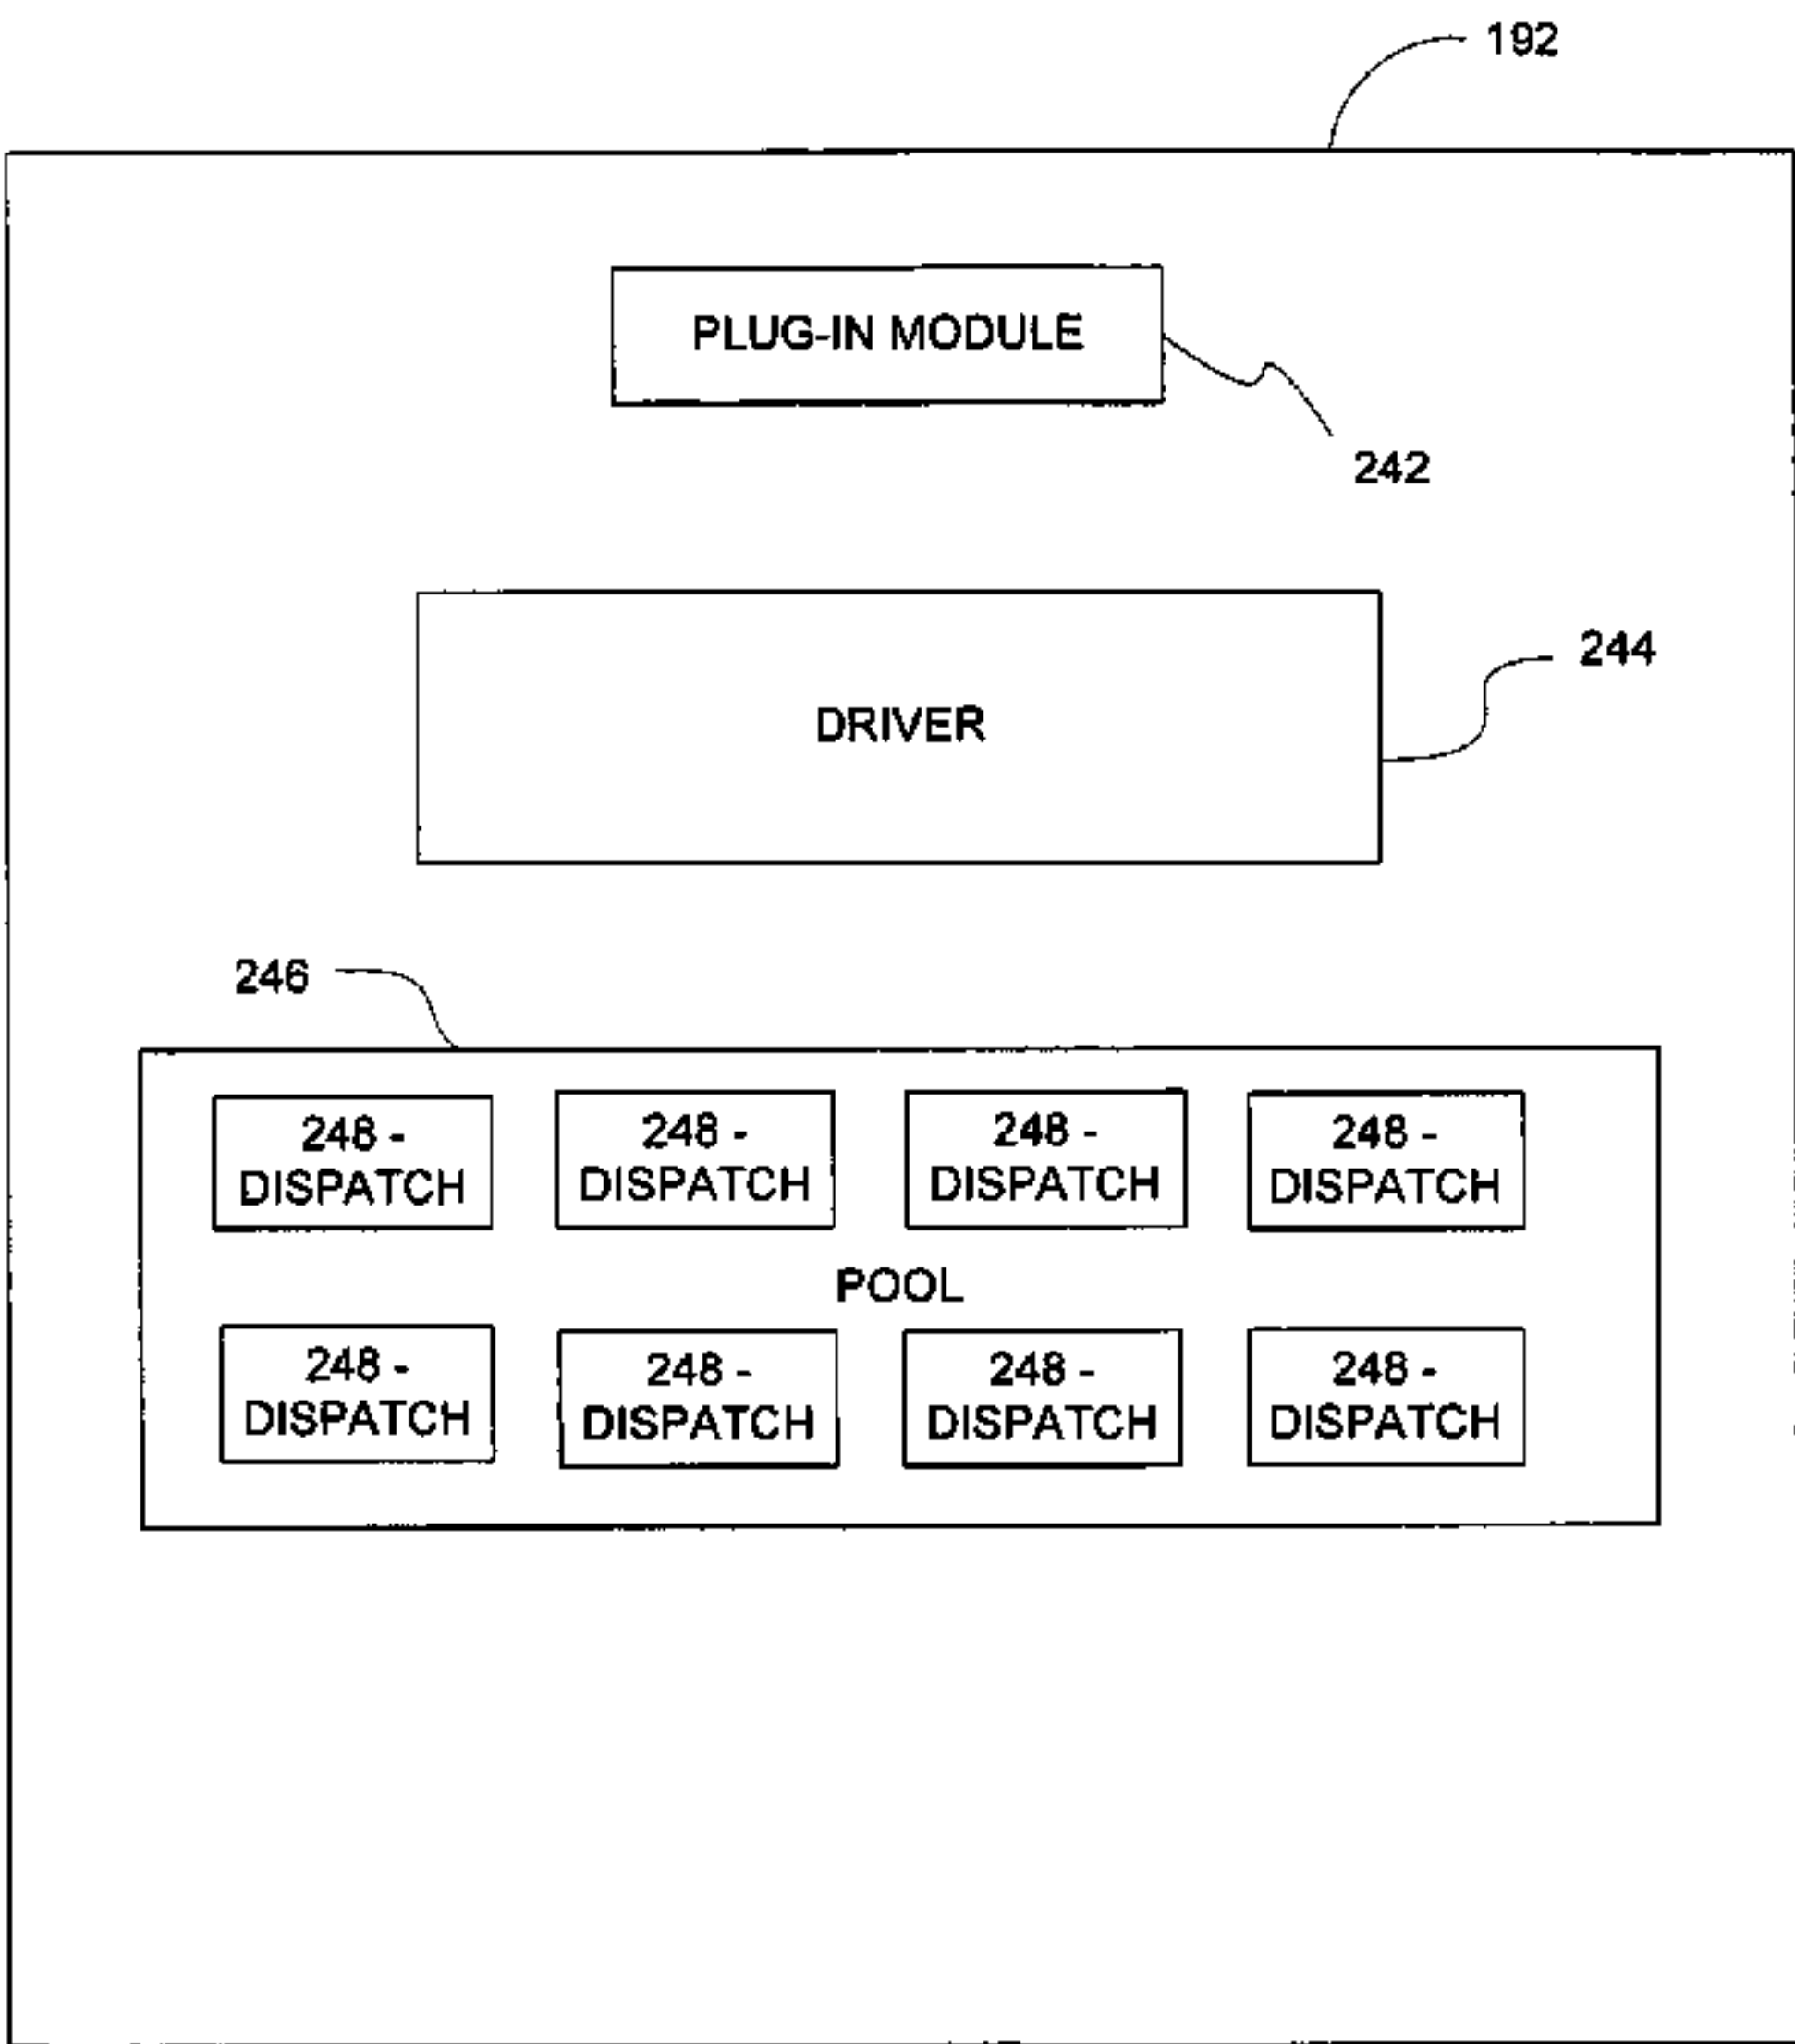 192
PLUG-IN MODULE
242
DRIVER
244
246
248 -
DISPATCH
248 -
DISPATCH
248 -
DISPATCH
248 -
DISPATCH
POOL
248 -
DISPATCH
248 -
DISPATCH
248 -
DISPATCH
248 -
DISPATCH